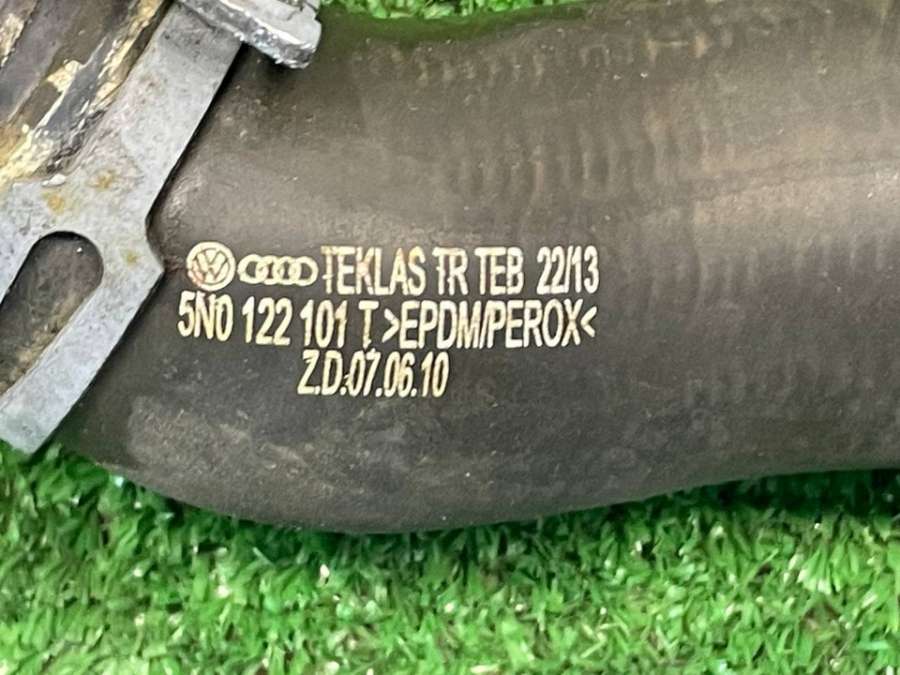 TEKLAS TR TEB 22/13
5N0 122 101 T >EPDM/PEROX<
Z.D.:07.06.10